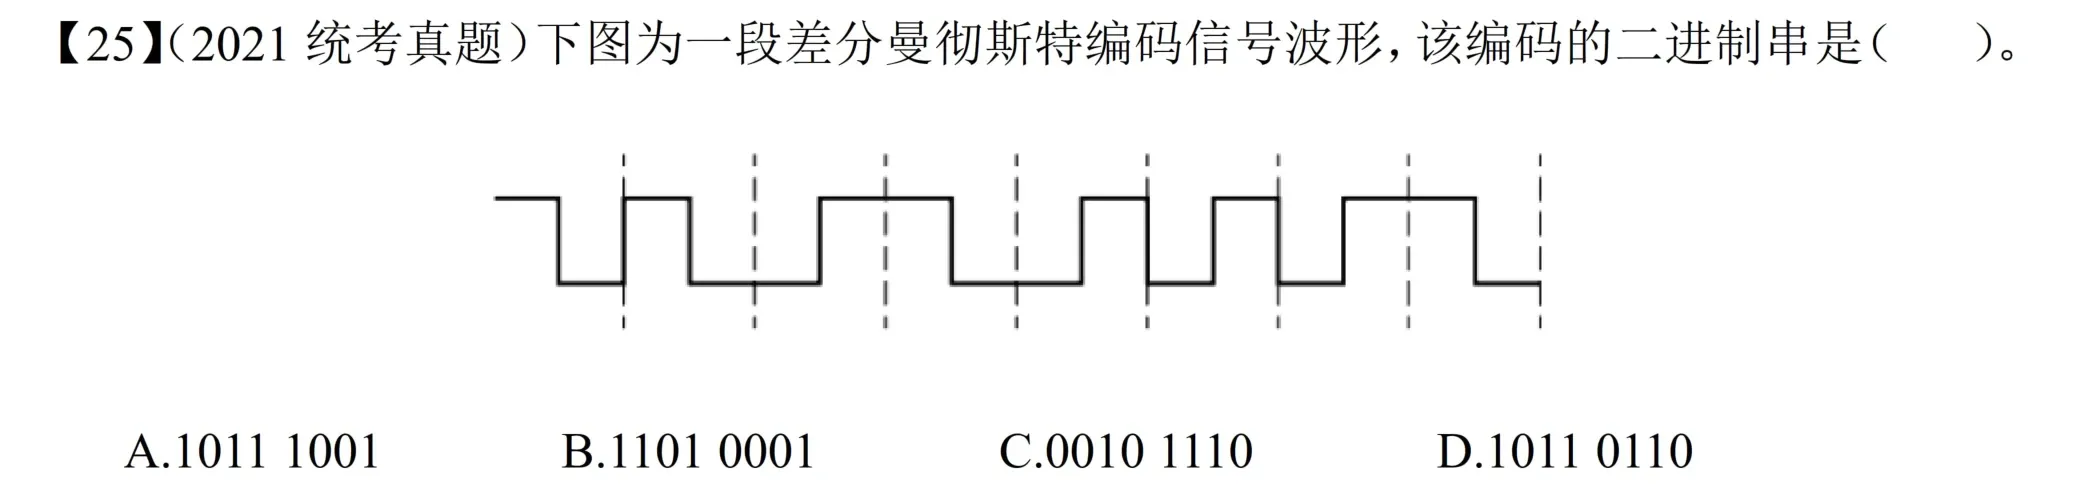 【25】(2021 统考真题)下图为一段差分曼彻斯特编码信号波形,该编码的二进制串是(　　)。
A.1011 1001　　B.1101 0001　　C.0010 1110　　D.1011 0110